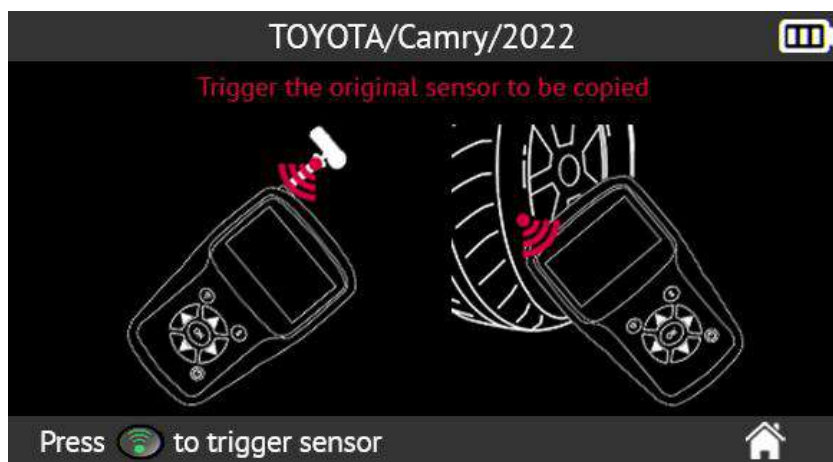 TOYOTA/Camry/2022
Trigger the original sensor to be copied
Press to trigger sensor